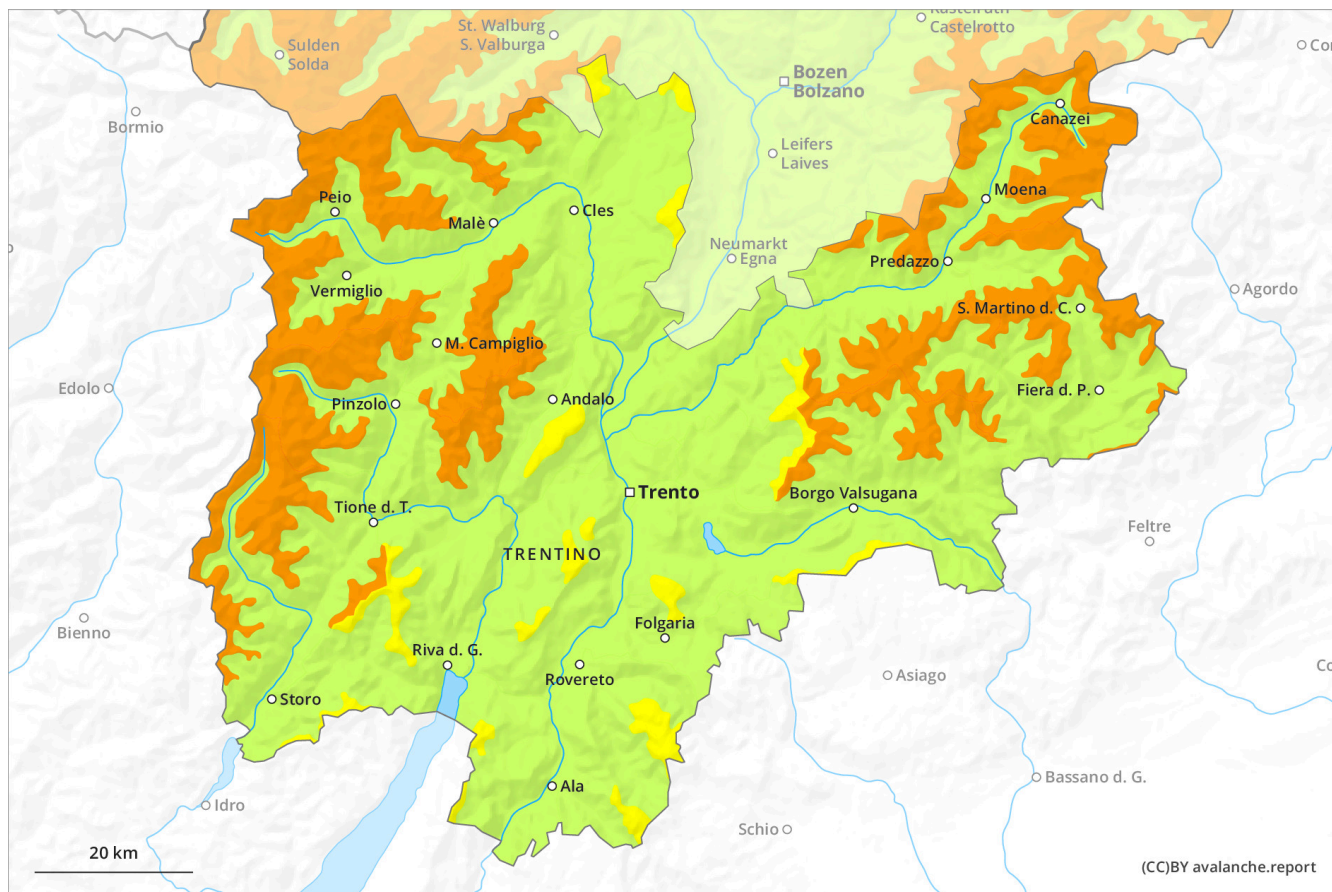 Kastelruth
Castelrotto
St. Walburg
S. Valburga
Sulden
Solda
Bozen
Bolzano
Bormio
Canazei
Leifers
Laives
Moena
Peio
Malè
Cles
Neumarkt
Egna
Predazzo
Vermiglio
Agordo
S. Martino d. C.
M. Campiglio
Edolo
Andalo
Fiera d. P.
Pinzolo
Trento
Borgo Valsugana
Tione d. T.
Feltre
TRENTINO
Bienno
Folgaria
Riva d. G.
Rovereto
Asiago
Storo
Bassano d. G.
Ala
Idro
Schio
20 km
(CC)BY avalanche.report